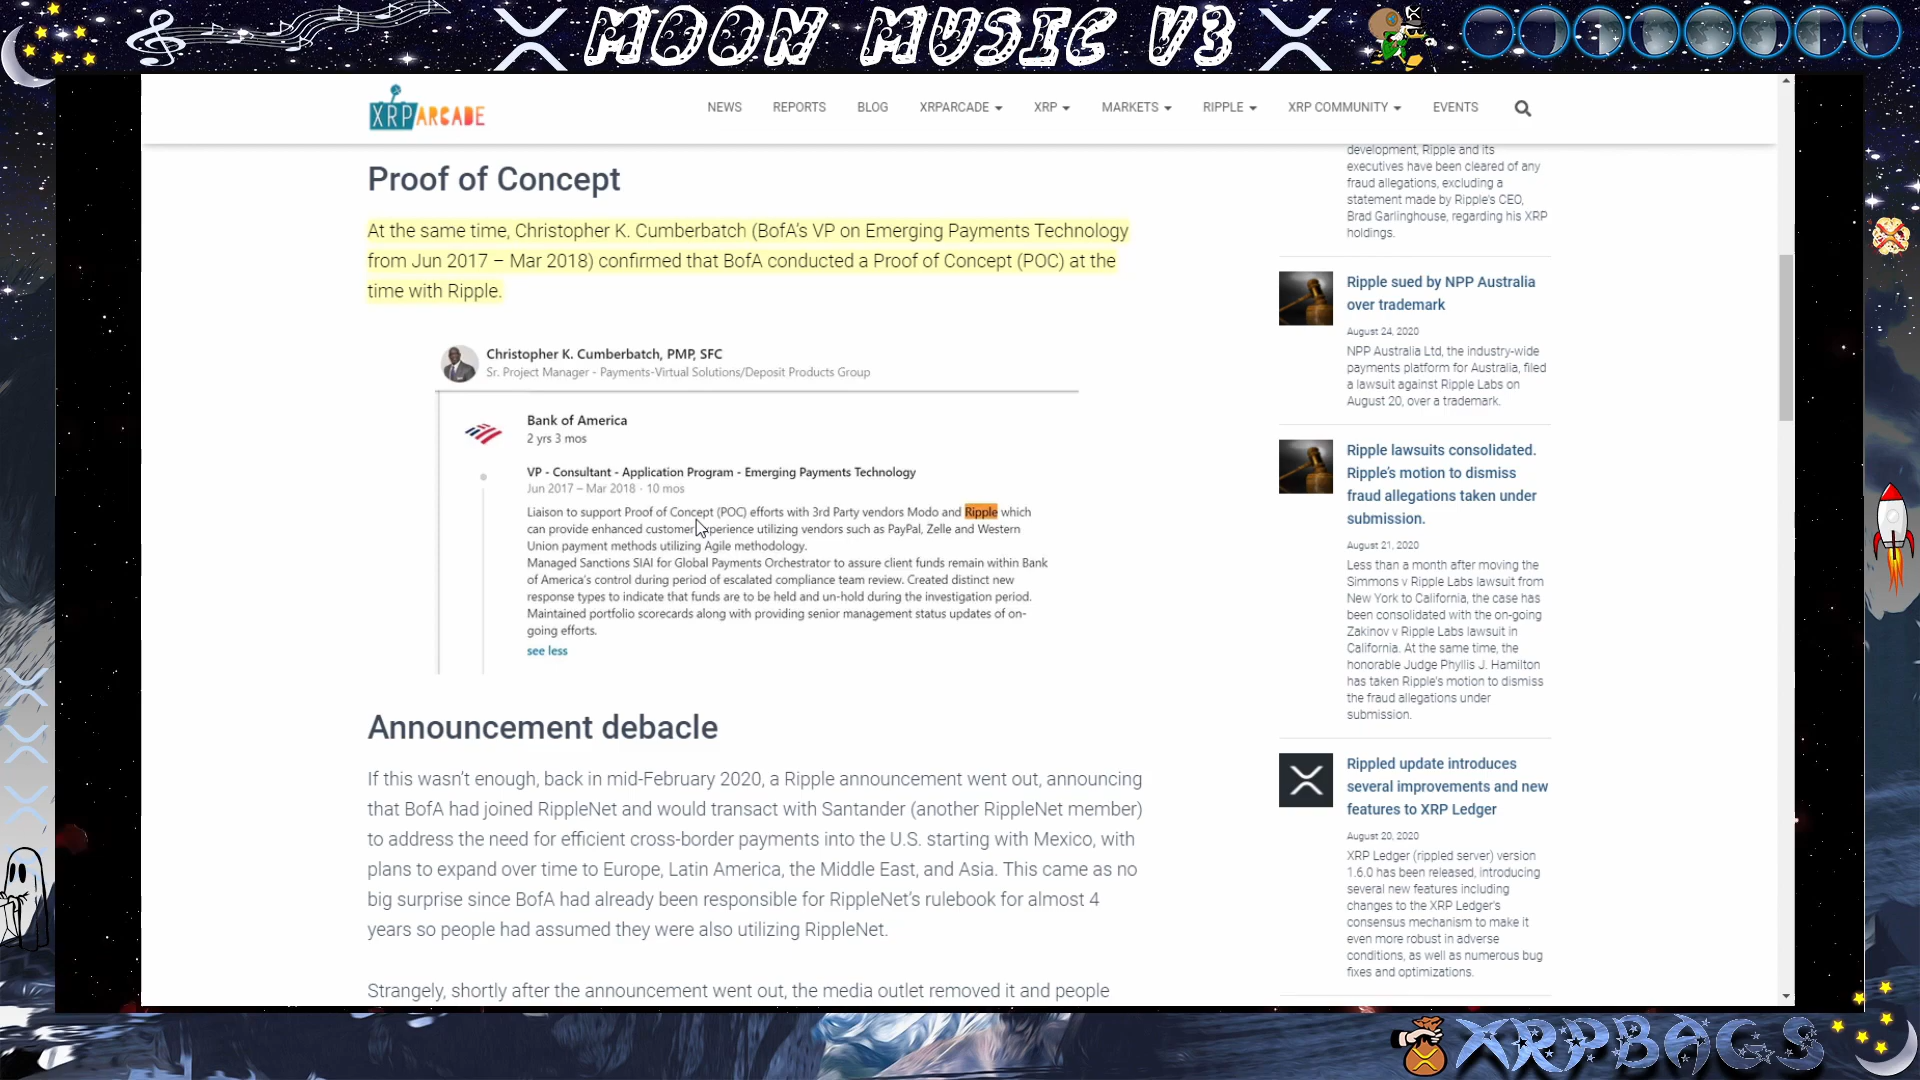 MOON MUSIC V3
XRPARCADE
NEWS REPORTS BLOG XRPARCADE XRP MARKETS RIPPLE XRP COMMUNITY EVENTS
Proof of Concept
At the same time, Christopher K. Cumberbatch (BofA's VP on Emerging Payments Technology
from Jun 2017 – Mar 2018) confirmed that BofA conducted a Proof of Concept (POC) at the
time with Ripple.
Christopher K. Cumberbatch, PMP, SFC
Sr. Project Manager - Payments-Virtual Solutions/Deposit Products Group
Bank of America
2 yrs 3 mos
VP - Consultant - Application Program - Emerging Payments Technology
Jun 2017 – Mar 2018 · 10 mos
Liaison to support Proof of Concept (POC) efforts with 3rd Party vendors Modo and Ripple which
can provide enhanced customer experience utilizing vendors such as PayPal, Zelle and Western
Union payment methods utilizing Agile methodology.
Managed Sanctions SIAI for Global Payments Orchestrator to assure client funds remain within Bank
of America's control during period of escalated compliance team review. Created distinct new
response types to indicate that funds are to be held and un-hold during the investigation period.
Maintained portfolio scorecards along with providing senior management status updates of on-
going efforts.
see less
Announcement debacle
If this wasn't enough, back in mid-February 2020, a Ripple announcement went out, announcing
that BofA had joined RippleNet and would transact with Santander (another RippleNet member)
to address the need for efficient cross-border payments into the U.S. starting with Mexico, with
plans to expand over time to Europe, Latin America, the Middle East, and Asia. This came as no
big surprise since BofA had already been responsible for RippleNet's rulebook for almost 4
years so people had assumed they were also utilizing RippleNet.
Strangely, shortly after the announcement went out, the media outlet removed it and people
development, Ripple and its
executives have been cleared of any
fraud allegations, excluding a
statement made by Ripple's CEO,
Brad Garlinghouse, regarding his XRP
holdings.
Ripple sued by NPP Australia
over trademark
August 24, 2020
NPP Australia Ltd, the industry-wide
payments platform for Australia, filed
a lawsuit against Ripple Labs on
August 20, over a trademark.
Ripple lawsuits consolidated.
Ripple's motion to dismiss
fraud allegations taken under
submission.
August 21, 2020
Less than a month after moving the
Simmons v Ripple Labs lawsuit from
New York to California, the case has
been consolidated with the on-going
Zakinov v Ripple Labs lawsuit in
California. At the same time, the
honorable Judge Phyllis J. Hamilton
has taken Ripple's motion to dismiss
the fraud allegations under
submission.
Rippled update introduces
several improvements and new
features to XRP Ledger
August 20, 2020
XRP Ledger (rippled server) version
1.6.0 has been released, introducing
several new features including
changes to the XRP Ledger's
consensus mechanism to make it
even more robust in adverse
conditions, as well as numerous bug
fixes and optimizations.
XRPBAGS